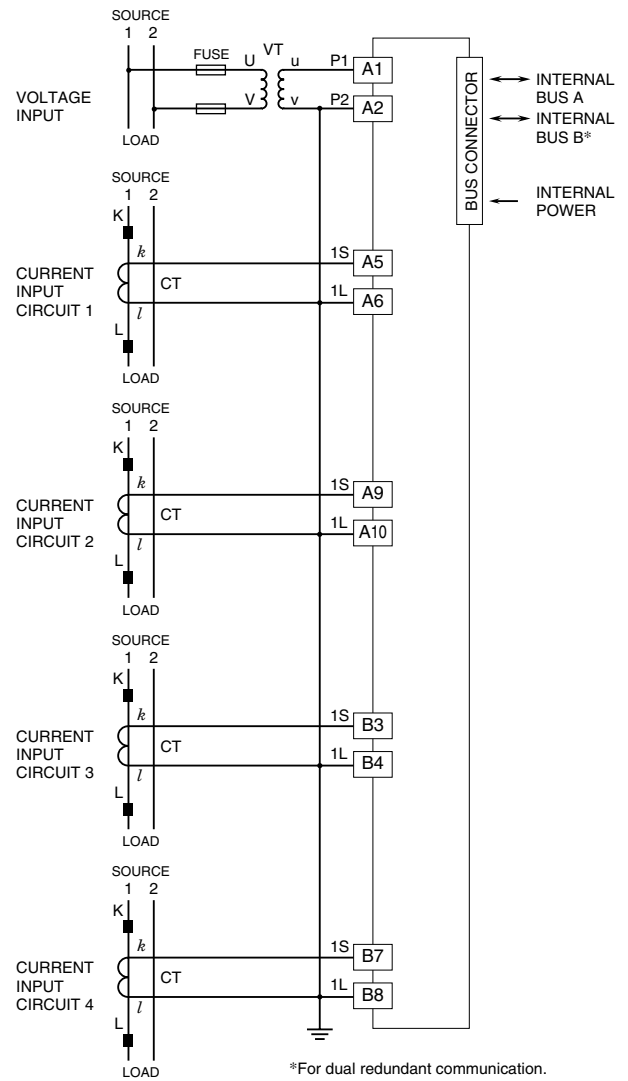 SOURCE
1 2
FUSE
U VT u P1 A1
V v P2 A2
VOLTAGE
INPUT
LOAD
BUS CONNECTOR
INTERNAL
BUS A
INTERNAL
BUS B*
INTERNAL
POWER
SOURCE
1 2
K
k 1S A5
CURRENT
INPUT
CIRCUIT 1
CT
1L A6
l
L
LOAD
SOURCE
1 2
K
k 1S A9
CURRENT
INPUT
CIRCUIT 2
CT
1L A10
l
L
LOAD
SOURCE
1 2
K
k 1S B3
CURRENT
INPUT
CIRCUIT 3
CT
1L B4
l
L
LOAD
SOURCE
1 2
K
k 1S B7
CURRENT
INPUT
CIRCUIT 4
CT
1L B8
l
L
LOAD
*For dual redundant communication.